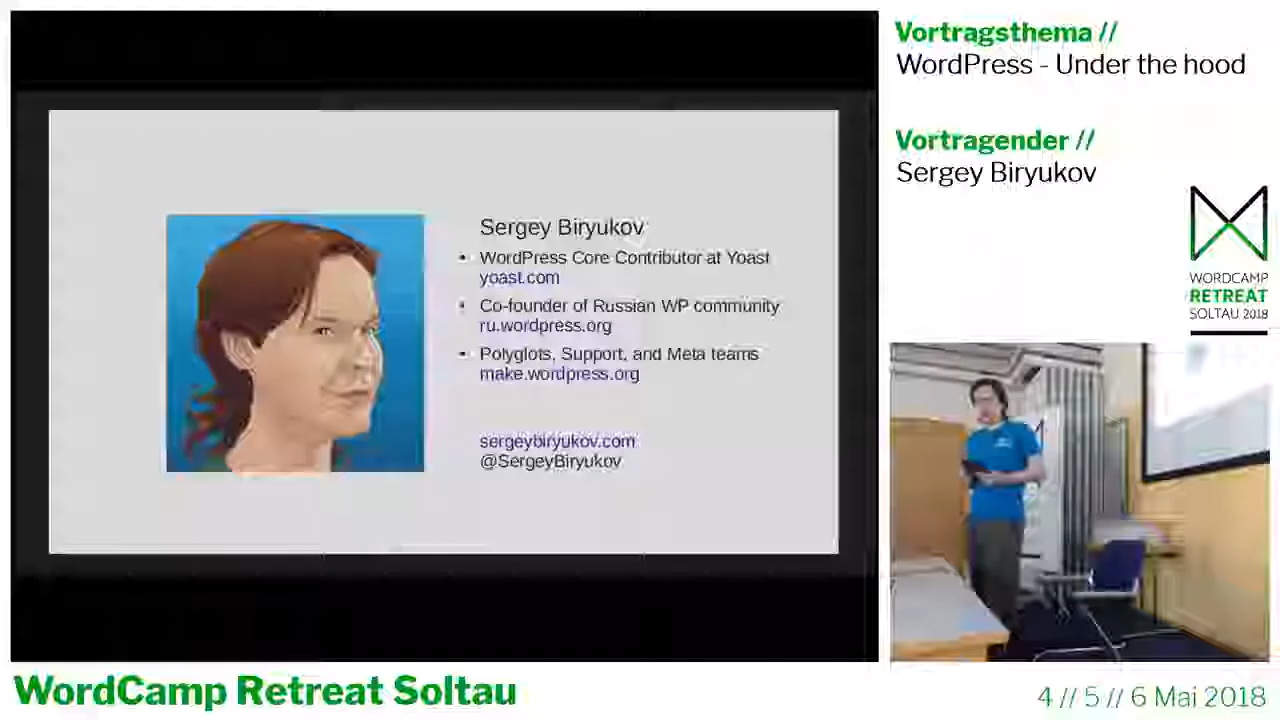 Vortragsthema //
WordPress - Under the hood
Vortragender //
Sergey Biryukov
WORDCAMP
RETREAT
SOLTAU 2018
Sergey Biryukov
• WordPress Core Contributor at Yoast
yoast.com
• Co-founder of Russian WP community
ru.wordpress.org
• Polyglots, Support, and Meta teams
make.wordpress.org
sergeybiryukov.com
@SergeyBiryukov
WordCamp Retreat Soltau
4 // 5 // 6 Mai 2018